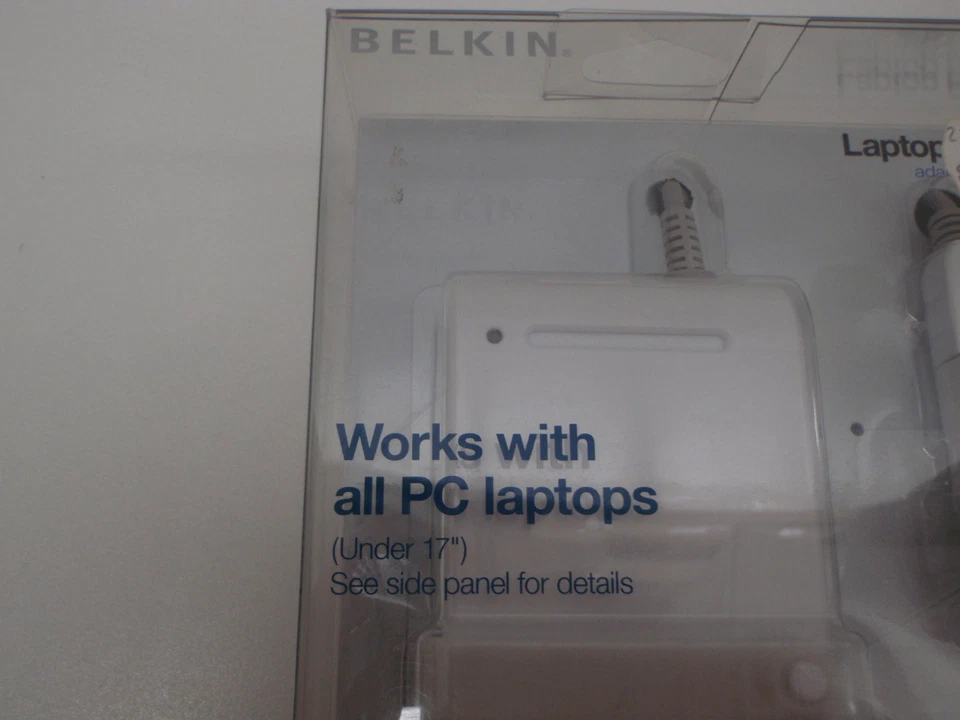 BELKIN®
Laptop
Works with
all PC laptops
(Under 17")
See side panel for details